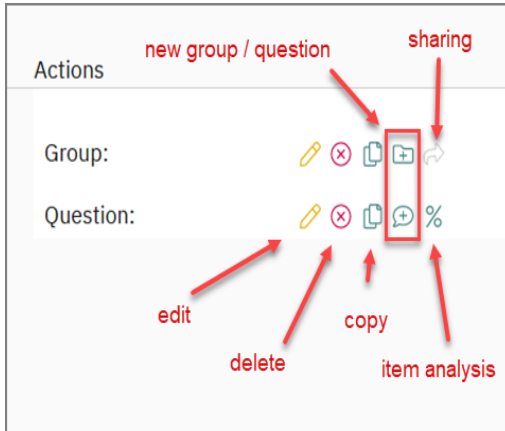 sharing
new group / question
Actions
Group:
Question:
%
edit
copy
delete
item analysis